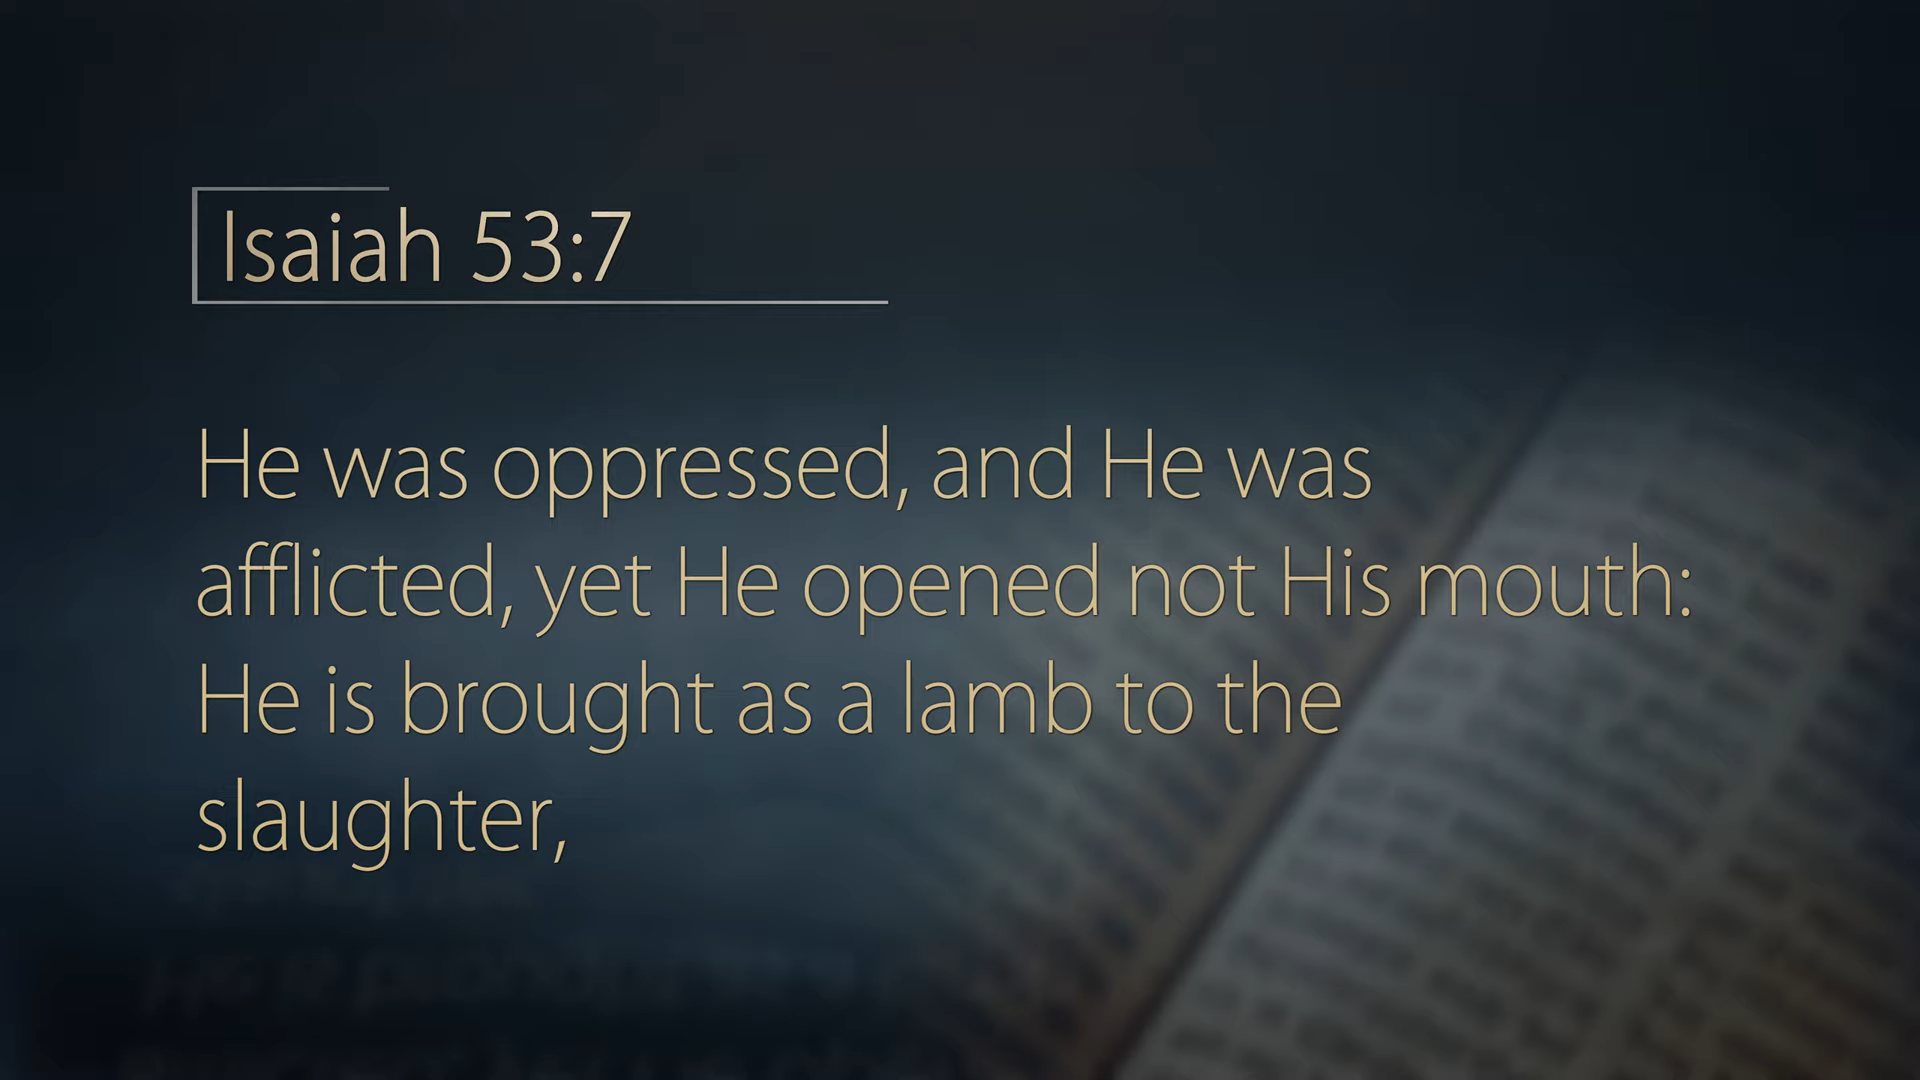 Isaiah 53:7
He was oppressed, and He was
afflicted, yet He opened not His mouth:
He is brought as a lamb to the
slaughter,